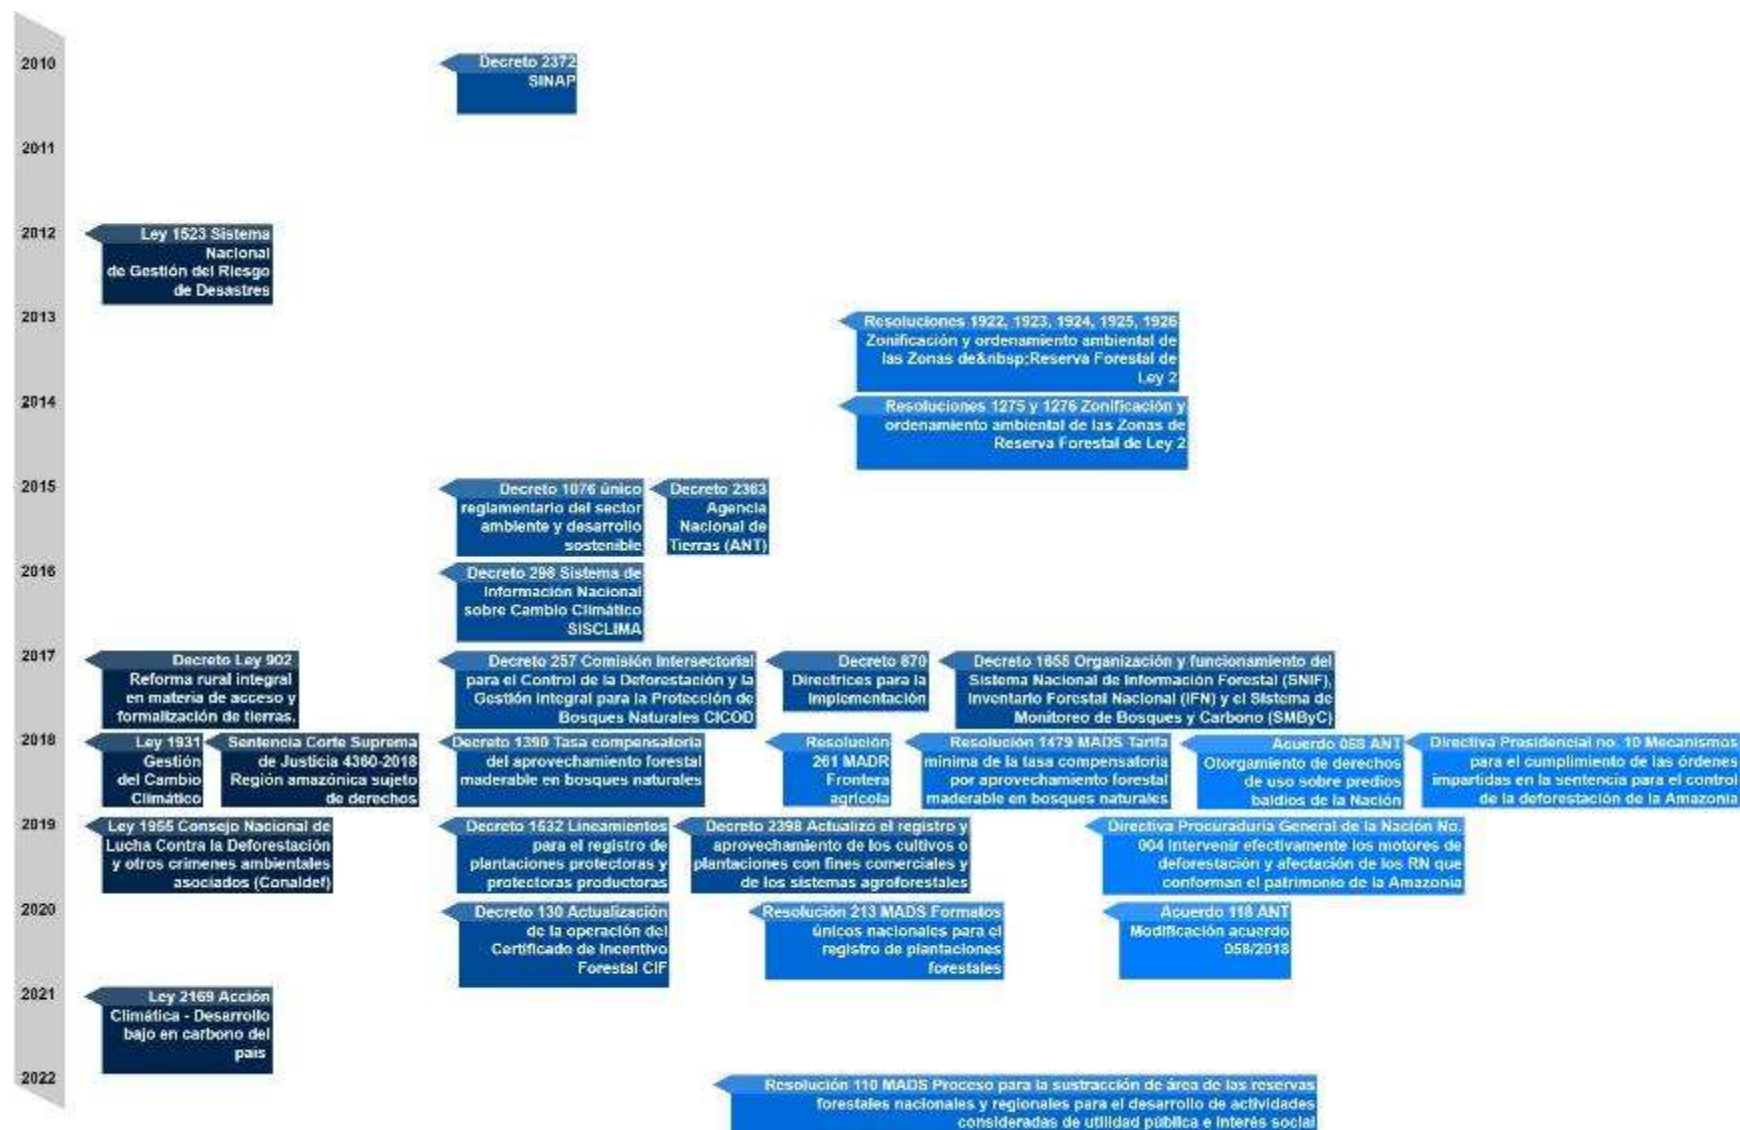 2010
Decreto 2372
SINAP
2011
2012
Ley 1523 Sistema
Nacional
de Gestión del Riesgo
de Desastres
2013
Resoluciones 1922, 1923, 1924, 1925, 1926
Zonificación y ordenamiento ambiental de
las Zonas de&nbsp;Reserva Forestal de
Ley 2
2014
Resoluciones 1275 y 1276 Zonificación y
ordenamiento ambiental de las Zonas de
Reserva Forestal de Ley 2
2015
Decreto 1076 único
reglamentario del sector
ambiente y desarrollo
sostenible
Decreto 2363
Agencia
Nacional de
Tierras (ANT)
2016
Decreto 298 Sistema de
Información Nacional
sobre Cambio Climático
SISCLIMA
2017
Decreto Ley 902
Reforma rural integral
en materia de acceso y
formalización de tierras.
Decreto 257 Comisión Intersectorial
para el Control de la Deforestación y la
Gestión Integral para la Protección de
Bosques Naturales CICOD
Decreto 870
Directrices para la
Implementación
Decreto 1655 Organización y funcionamiento del
Sistema Nacional de Información Forestal (SNIF),
Inventario Forestal Nacional (IFN) y el Sistema de
Monitoreo de Bosques y Carbono (SMByC)
2018
Ley 1931
Gestión
del Cambio
Climático
Sentencia Corte Suprema
de Justicia 4360-2018
Región amazónica sujeto
de derechos
Decreto 1390 Tasa compensatoria
del aprovechamiento forestal
maderable en bosques naturales
Resolución
261 MADR
Frontera
agrícola
Resolución 1479 MADS Tarifa
mínima de la tasa compensatoria
por aprovechamiento forestal
maderable en bosques naturales
Acuerdo 058 ANT
Otorgamiento de derechos
de uso sobre predios
baldíos de la Nación
Directiva Presidencial no. 10 Mecanismos
para el cumplimiento de las órdenes
impartidas en la sentencia para el control
de la deforestación de la Amazonía
2019
Ley 1955 Consejo Nacional de
Lucha Contra la Deforestación
y otros crímenes ambientales
asociados (Conaldef)
Decreto 1532 Lineamientos
para el registro de
plantaciones protectoras y
protectoras productoras
Decreto 2398 Actualizo el registro y
aprovechamiento de los cultivos o
plantaciones con fines comerciales y
de los sistemas agroforestales
Directiva Procuraduría General de la Nación No.
004 Intervenir efectivamente los motores de
deforestación y afectación de los RN que
conforman el patrimonio de la Amazonía
2020
Decreto 130 Actualización
de la operación del
Certificado de Incentivo
Forestal CIF
Resolución 213 MADS Formatos
únicos nacionales para el
registro de plantaciones
forestales
Acuerdo 118 ANT
Modificación acuerdo
058/2018
2021
Ley 2169 Acción
Climática - Desarrollo
bajo en carbono del
país
2022
Resolución 110 MADS Proceso para la sustracción de área de las reservas
forestales nacionales y regionales para el desarrollo de actividades
consideradas de utilidad pública e interés social